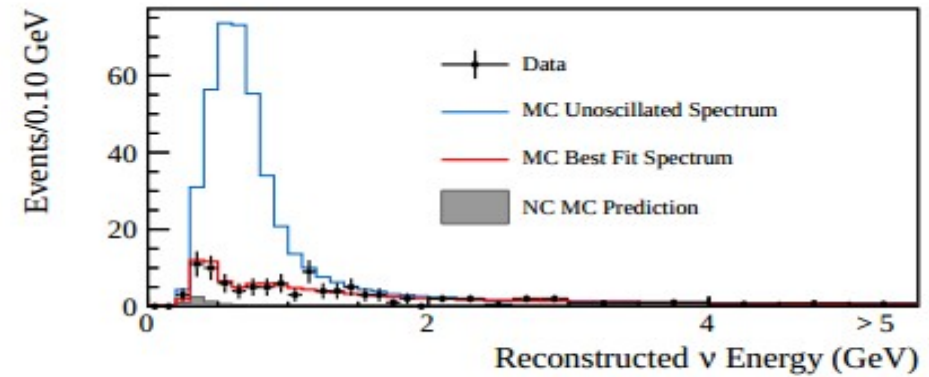 Events/0.10 GeV
60
40
20
0
Data
MC Unoscillated Spectrum
MC Best Fit Spectrum
NC MC Prediction
0 2 4 > 5
Reconstructed ν Energy (GeV)